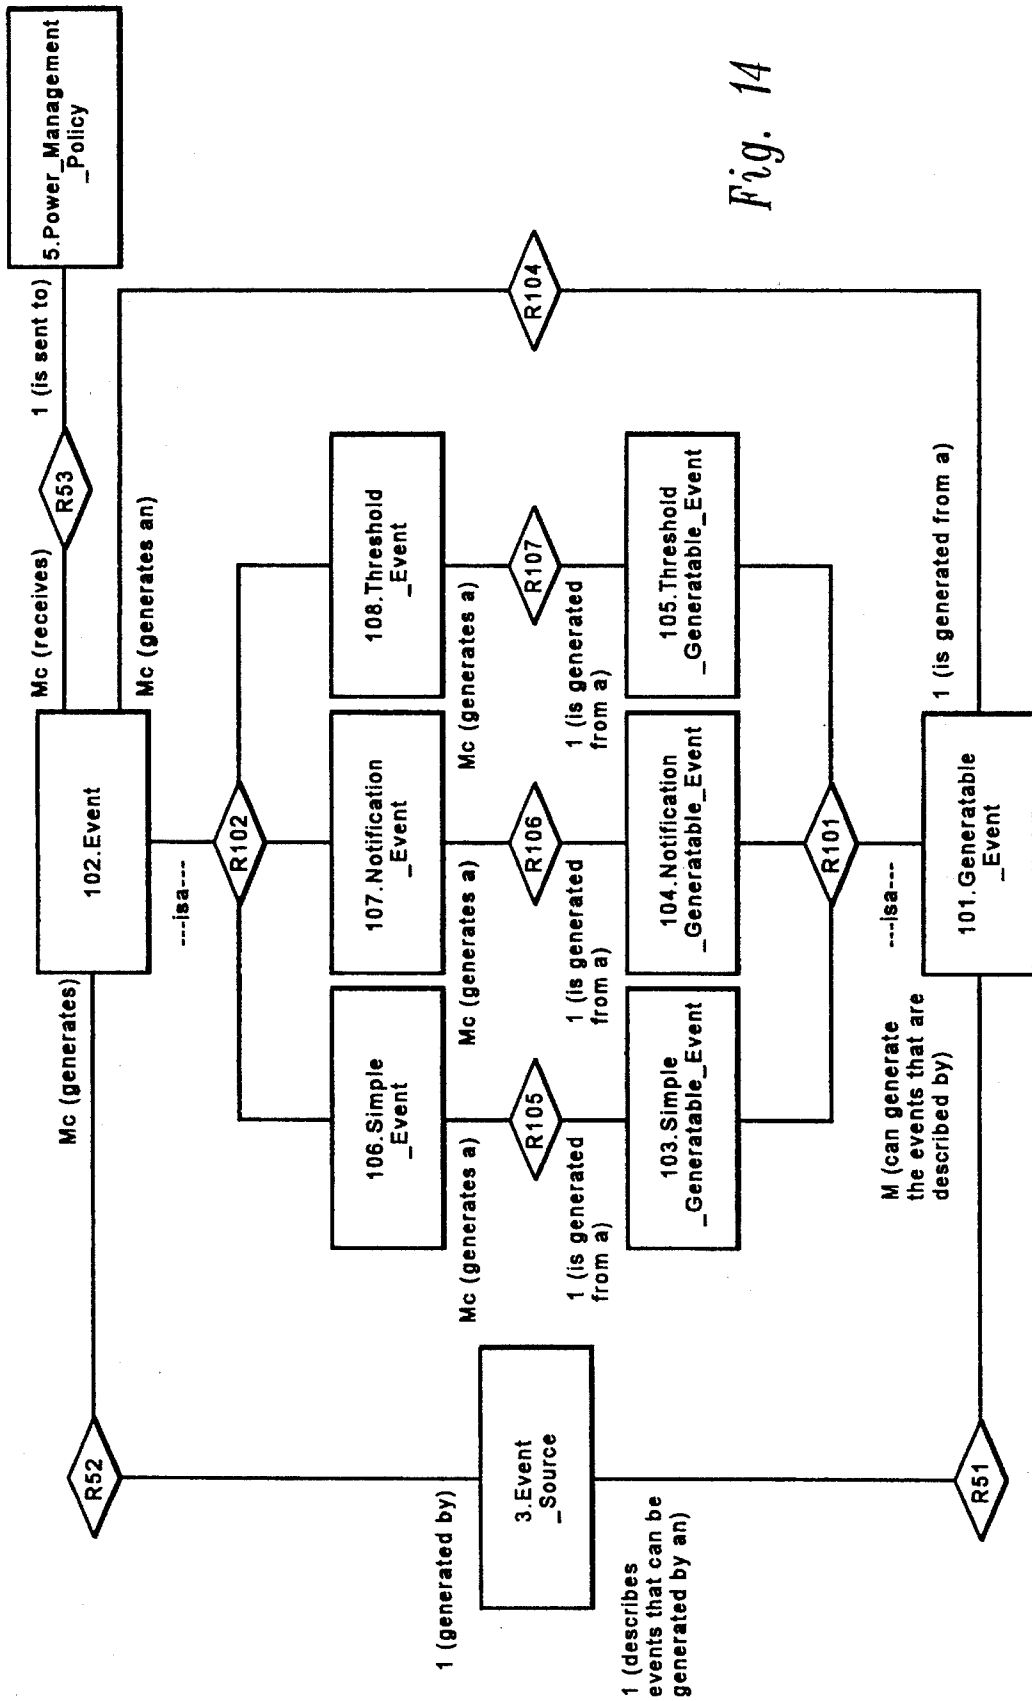 5.Power_Management
_Policy
1 (is sent to)
R53
Mc (receives)
Mc (generates an)
102.Event
Mc (generates)
R52
---isa---
R102
R104
108.Threshold
_Event
107.Notification
_Event
106.Simple
_Event
Mc (generates a)
R107
1 (is generated
from a)
Mc (generates a)
R106
1 (is generated
from a)
Mc (generates a)
R105
1 (is generated
from a)
105.Threshold
_Generatable_Event
104.Notification
_Generatable_Event
103.Simple
_Generatable_Event
R101
---isa---
1 (is generated from a)
101.Generatable
_Event
M (can generate
the events that are
described by)
R51
1 (generated by)
3.Event
_Source
1 (describes
events that can be
generated by an)
Fig. 14